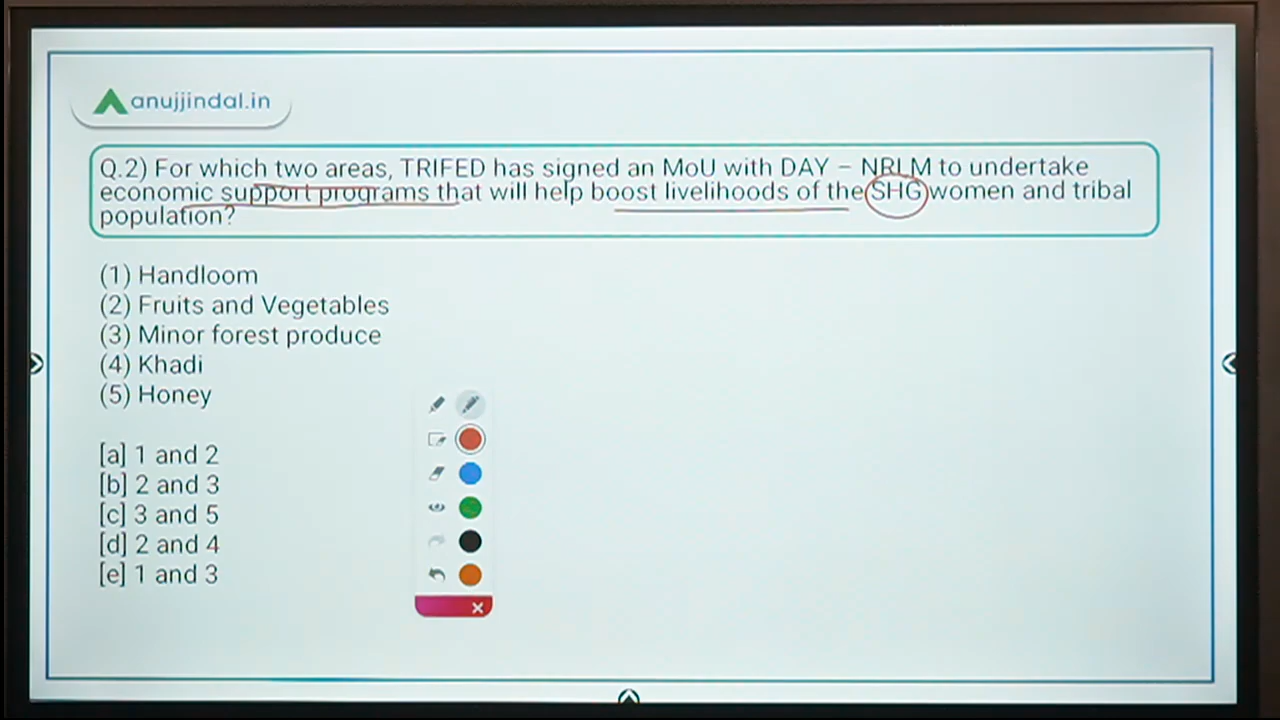 anujjindal.in
Q.2) For which two areas, TRIFED has signed an MoU with DAY – NRLM to undertake
economic support programs that will help boost livelihoods of the SHG women and tribal
population?
(1) Handloom
(2) Fruits and Vegetables
(3) Minor forest produce
(4) Khadi
(5) Honey
[a] 1 and 2
[b] 2 and 3
[c] 3 and 5
[d] 2 and 4
[e] 1 and 3